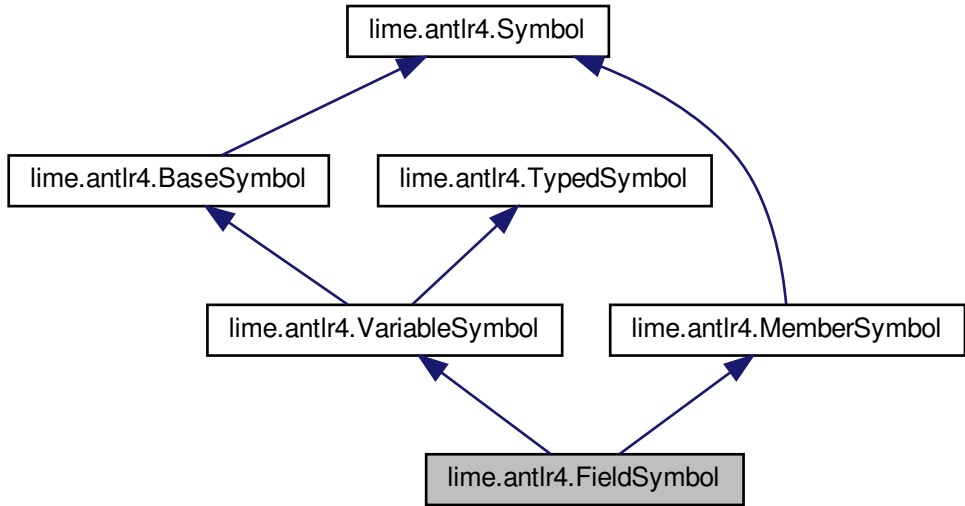 lime.antlr4.Symbol
lime.antlr4.BaseSymbol
lime.antlr4.TypedSymbol
lime.antlr4.VariableSymbol
lime.antlr4.MemberSymbol
lime.antlr4.FieldSymbol